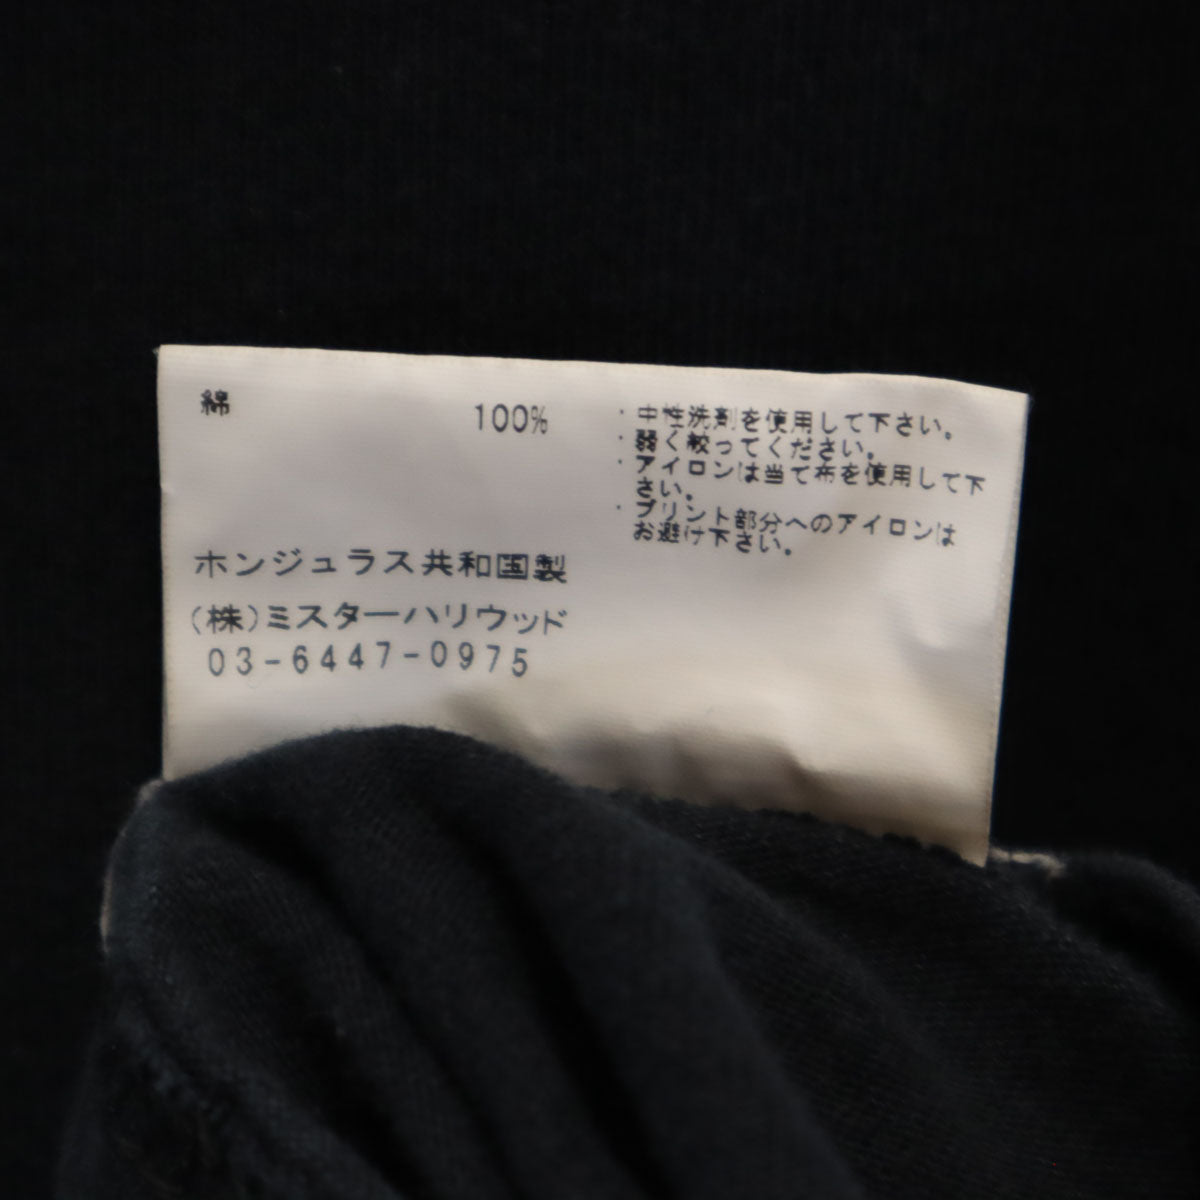 綿 100%
ホンジュラス共和国製
(株)ミスターハリウッド
03-6447-0975
・中性洗剤を使用して下さい。
・弱く絞ってください。
・アイロンは当て布を使用して下
さい。
・プリント部分へのアイロンは
お避け下さい。